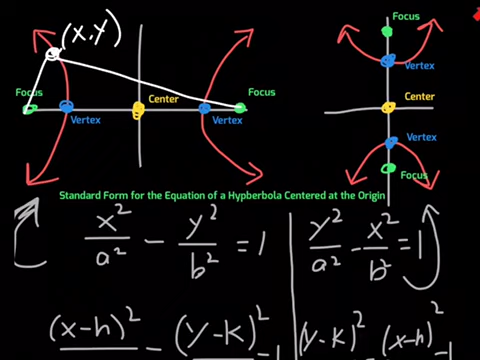 (x,y)
Focus
Vertex
Center
Vertex
Focus
Focus
Vertex
Center
Vertex
Focus
Standard Form for the Equation of a Hypberbola Centered at the Origin
x²/a² - y²/b² = 1
y²/a² - x²/b² = 1
(x-h)² - (y-k)²
(y-k)² - (x-h)²